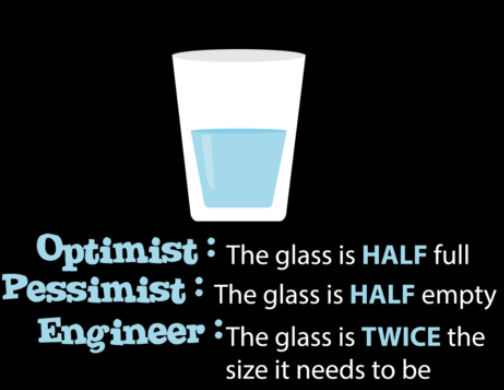 Optimist: The glass is HALF full
Pessimist: The glass is HALF empty
Engineer: The glass is TWICE the
size it needs to be